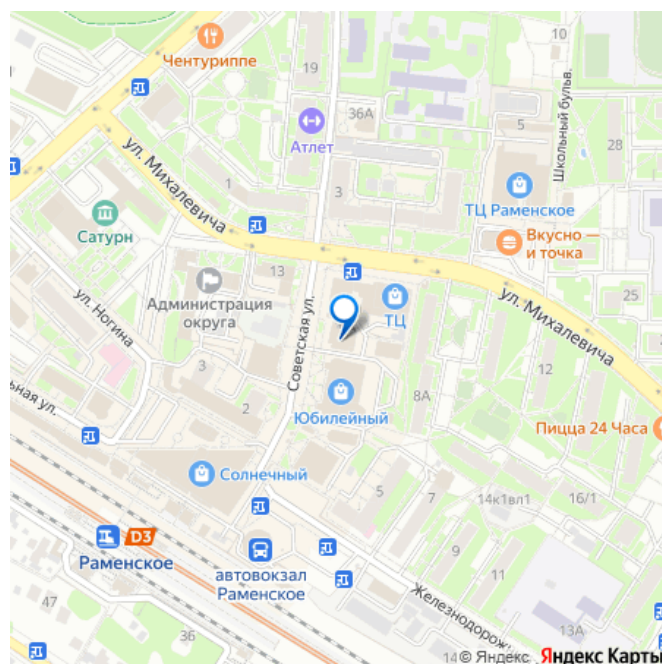 10
Чентуриппе
19
36А
Атлет
5
Школьный бульв.
28
ул. Михалевича
1
3
ТЦ Раменское
Сатурн
Вкусно —
и точка
13
Администрация
округа
ТЦ
25
ул. Ногина
Советская ул.
ул. Михалевича
3
12
8А
2
Юбилейный
ьная ул.
Пицца 24 Часа
Солнечный
5
7
14к1вл1
16/1
D3
Раменское
автовокзал
Раменское
9
11
Железнодорожн
47
13А
36
14
© Яндекс Яндекс Карты